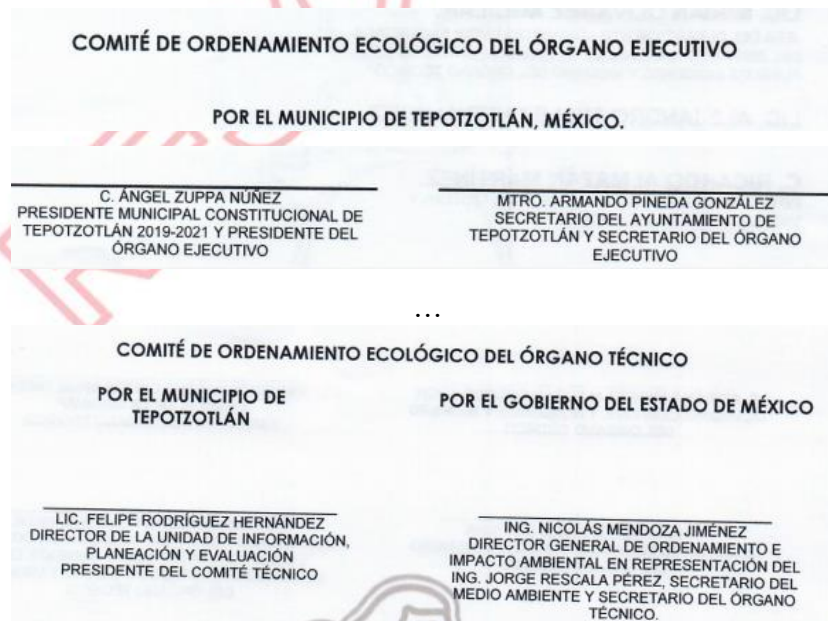 COMITÉ DE ORDENAMIENTO ECOLÓGICO DEL ÓRGANO EJECUTIVO
POR EL MUNICIPIO DE TEPOTZOTLÁN, MÉXICO.
C. ÁNGEL ZUPPA NÚÑEZ
PRESIDENTE MUNICIPAL CONSTITUCIONAL DE
TEPOTZOTLÁN 2019-2021 Y PRESIDENTE DEL
ÓRGANO EJECUTIVO
MTRO. ARMANDO PINEDA GONZÁLEZ
SECRETARIO DEL AYUNTAMIENTO DE
TEPOTZOTLÁN Y SECRETARIO DEL ÓRGANO
EJECUTIVO
...
COMITÉ DE ORDENAMIENTO ECOLÓGICO DEL ÓRGANO TÉCNICO
POR EL MUNICIPIO DE
TEPOTZOTLÁN
POR EL GOBIERNO DEL ESTADO DE MÉXICO
LIC. FELIPE RODRÍGUEZ HERNÁNDEZ
DIRECTOR DE LA UNIDAD DE INFORMACIÓN,
PLANEACIÓN Y EVALUACIÓN
PRESIDENTE DEL COMITÉ TÉCNICO
ING. NICOLÁS MENDOZA JIMÉNEZ
DIRECTOR GENERAL DE ORDENAMIENTO E
IMPACTO AMBIENTAL EN REPRESENTACIÓN DEL
ING. JORGE RESCALA PÉREZ, SECRETARIO DEL
MEDIO AMBIENTE Y SECRETARIO DEL ÓRGANO
TÉCNICO.